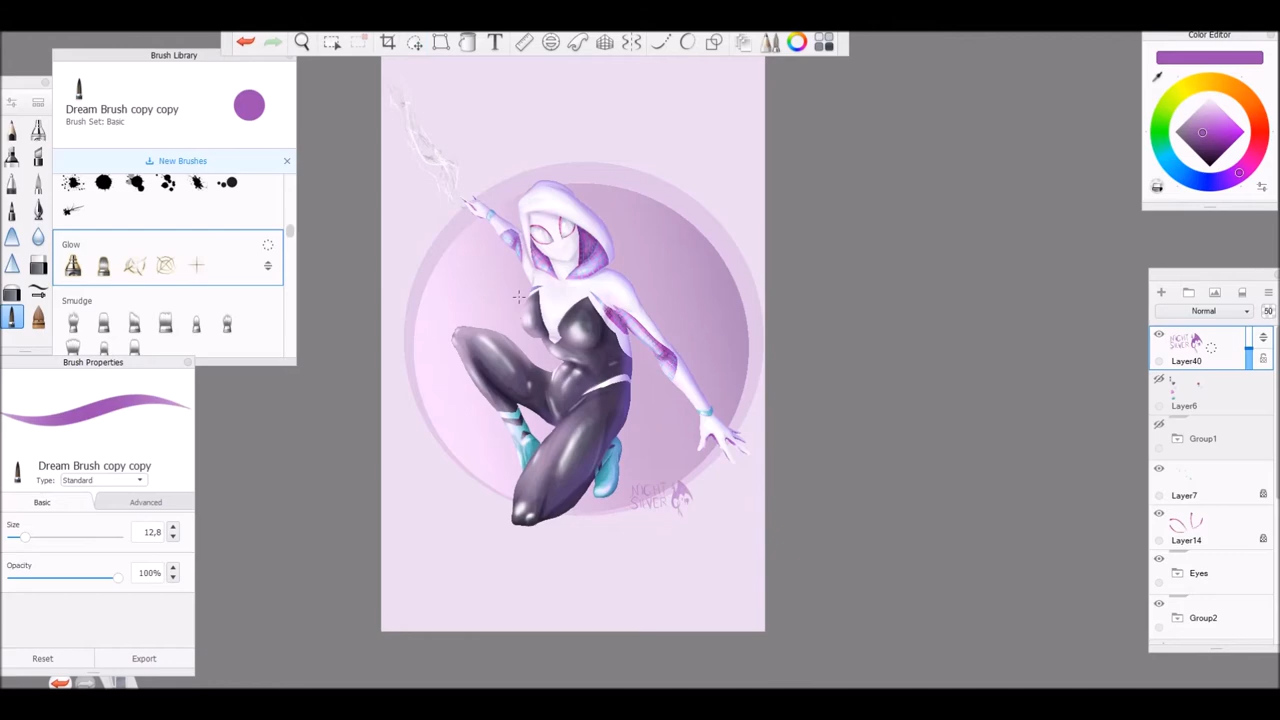 Brush Library
Color Editor
Dream Brush copy copy
Brush Set: Basic
New Brushes
Glow
Smudge
Brush Properties
Dream Brush copy copy
Type: Standard
Basic
Advanced
Size
12,8
Opacity
100%
Reset
Export
NIGHT
SILVER
Normal
50
Layer40
Layer6
Group1
Layer7
Layer14
Eyes
Group2